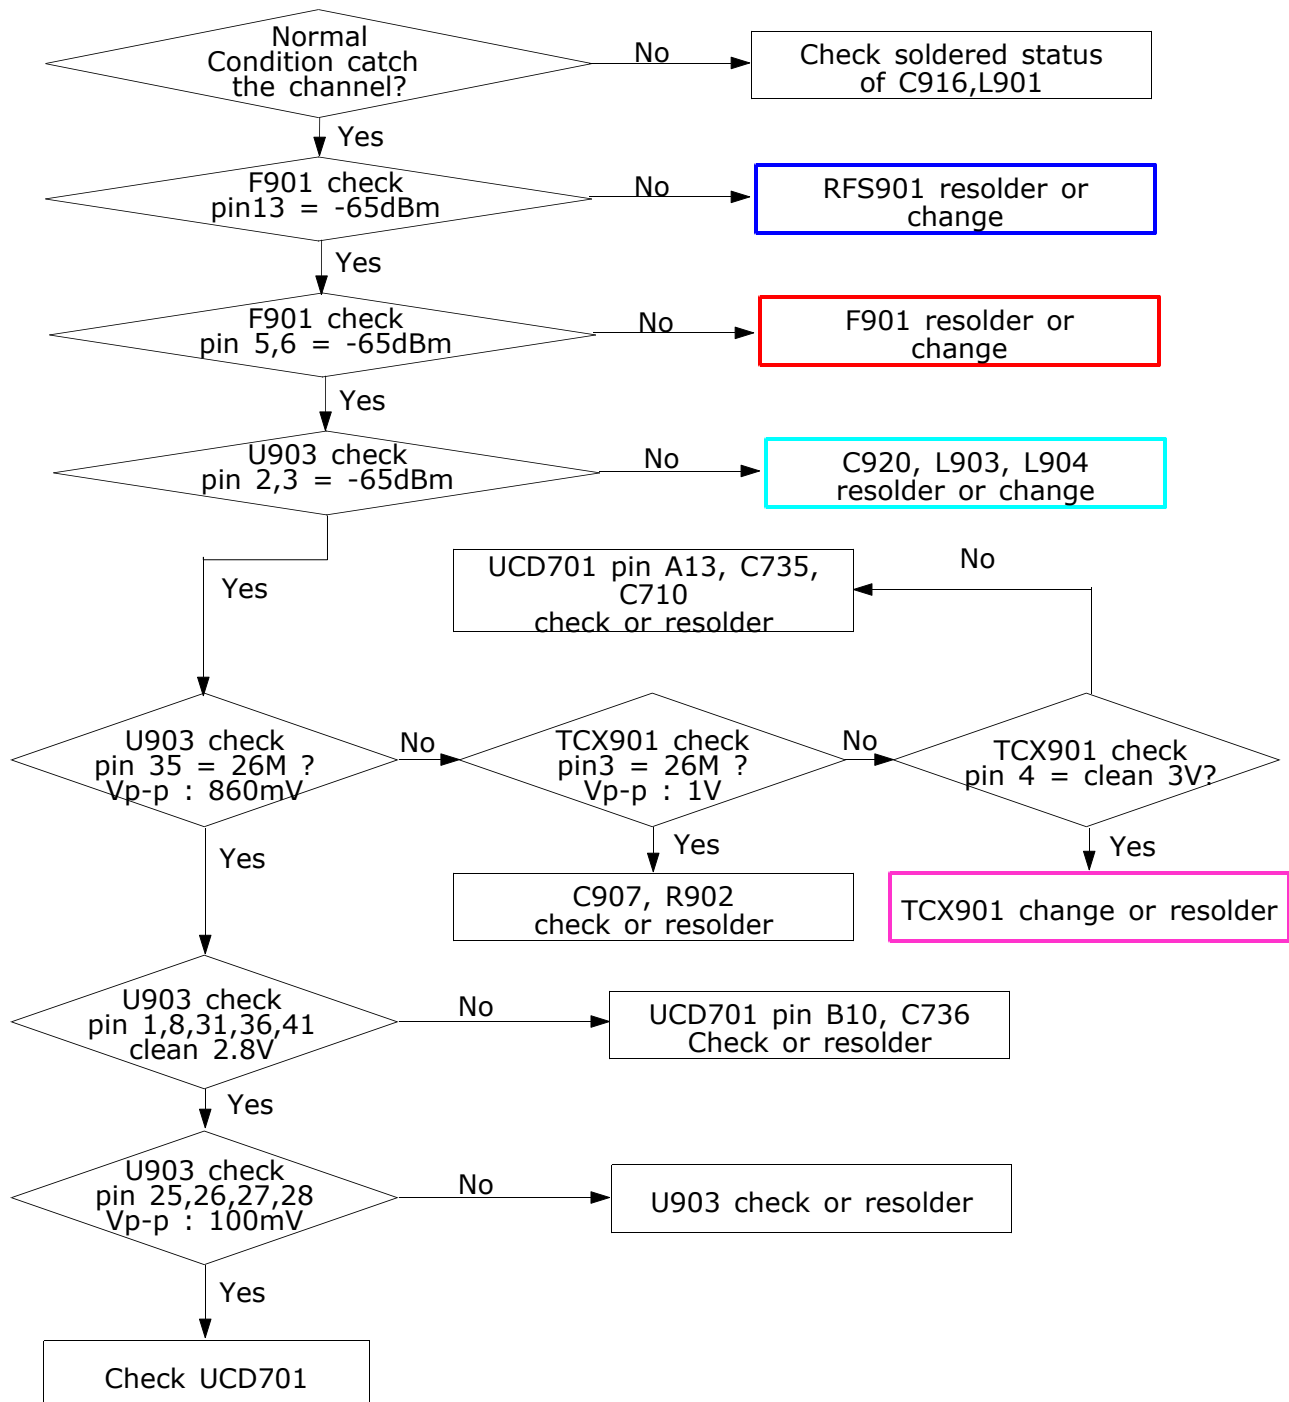 Normal
Condition catch
the channel?
No
Check soldered status
of C916,L901
Yes
F901 check
pin13 = -65dBm
No
RFS901 resolder or
change
Yes
F901 check
pin 5,6 = -65dBm
No
F901 resolder or
change
Yes
U903 check
pin 2,3 = -65dBm
No
C920, L903, L904
resolder or change
Yes
UCD701 pin A13, C735,
C710
check or resolder
No
U903 check
pin 35 = 26M ?
Vp-p : 860mV
No
TCX901 check
pin3 = 26M ?
Vp-p : 1V
No
TCX901 check
pin 4 = clean 3V?
Yes
Yes
C907, R902
check or resolder
Yes
TCX901 change or resolder
U903 check
pin 1,8,31,36,41
clean 2.8V
No
UCD701 pin B10, C736
Check or resolder
Yes
U903 check
pin 25,26,27,28
Vp-p : 100mV
No
U903 check or resolder
Yes
Check UCD701